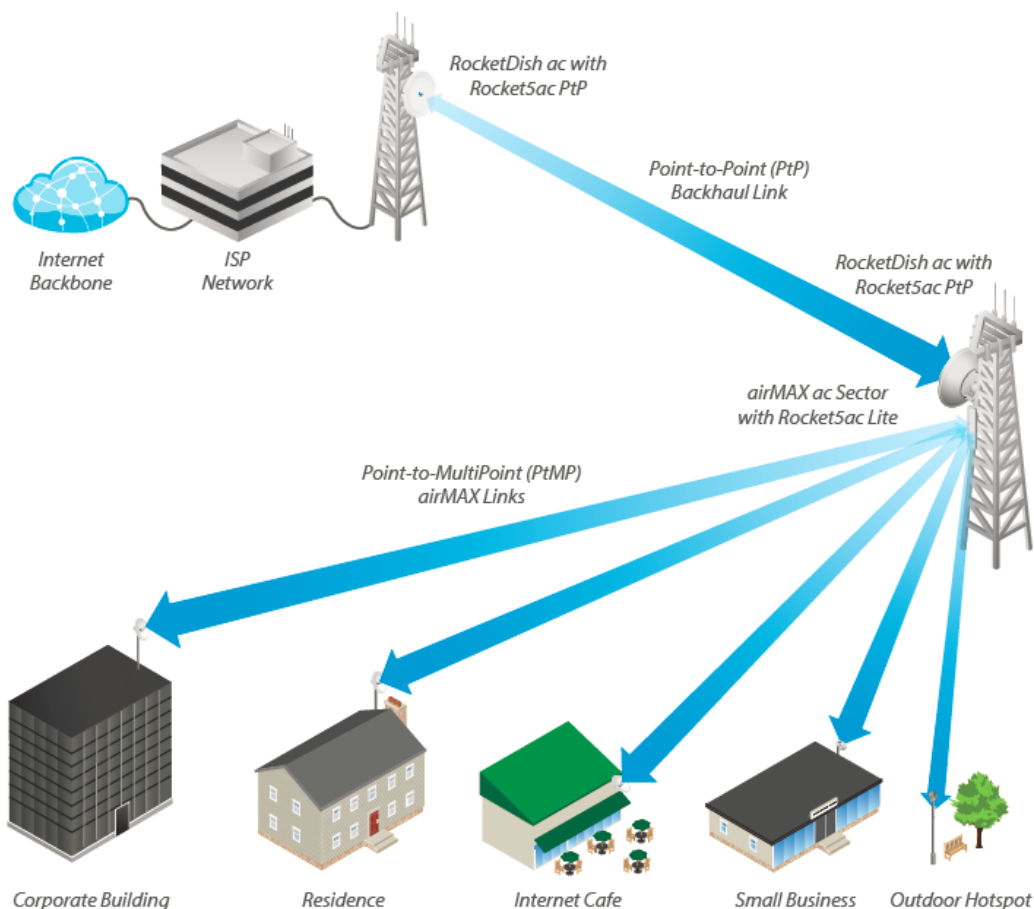 RocketDish ac with
Rocket5ac PtP
Point-to-Point (PtP)
Backhaul Link
Internet
Backbone
ISP
Network
RocketDish ac with
Rocket5ac PtP
airMAX ac Sector
with Rocket5ac Lite
Point-to-MultiPoint (PtMP)
airMAX Links
Corporate Building
Residence
Internet Cafe
Small Business
Outdoor Hotspot